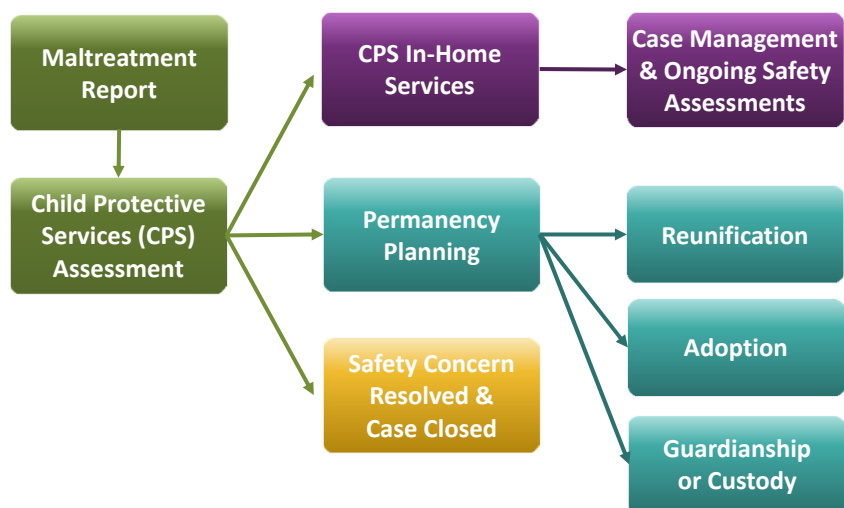 Maltreatment
Report
CPS In-Home
Services
Case Management
& Ongoing Safety
Assessments
Child Protective
Services (CPS)
Assessment
Permanency
Planning
Reunification
Safety Concern
Resolved &
Case Closed
Adoption
Guardianship
or Custody